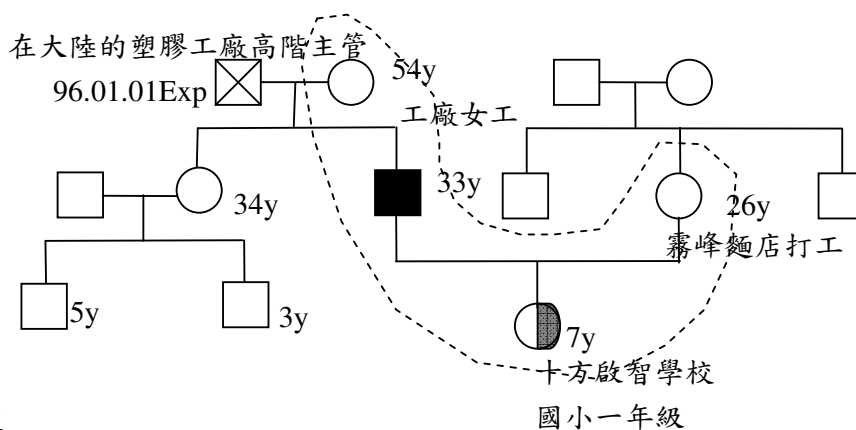 在大陸的塑膠工廠高階主管
54y
96.01.01Exp
工廠女工
33y
34y
26y
霧峰麵店打工
5y
3y
7y
十方啟智學校
國小一年級